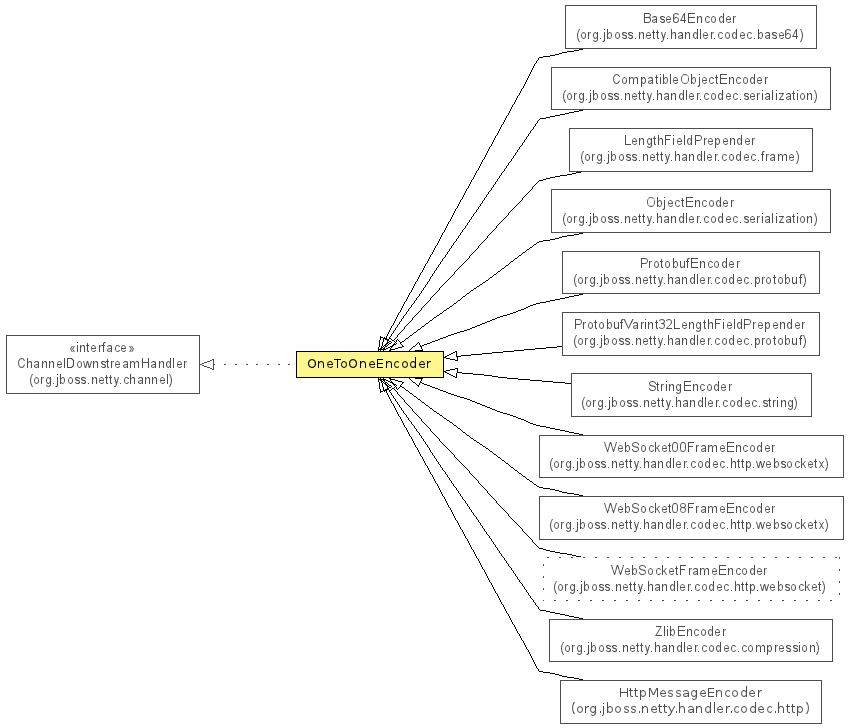 Base64Encoder
(org.jboss.netty.handler.codec.base64)
CompatibleObjectEncoder
(org.jboss.netty.handler.codec.serialization)
LengthFieldPrepender
(org.jboss.netty.handler.codec.frame)
ObjectEncoder
(org.jboss.netty.handler.codec.serialization)
ProtobufEncoder
(org.jboss.netty.handler.codec.protobuf)
ProtobufVarint32LengthFieldPrepender
(org.jboss.netty.handler.codec.protobuf)
«interface»
ChannelDownstreamHandler
(org.jboss.netty.channel)
OneToOneEncoder
StringEncoder
(org.jboss.netty.handler.codec.string)
WebSocket00FrameEncoder
(org.jboss.netty.handler.codec.http.websocketx)
WebSocket08FrameEncoder
(org.jboss.netty.handler.codec.http.websocketx)
WebSocketFrameEncoder
(org.jboss.netty.handler.codec.http.websocket)
ZlibEncoder
(org.jboss.netty.handler.codec.compression)
HttpMessageEncoder
(org.jboss.netty.handler.codec.http)